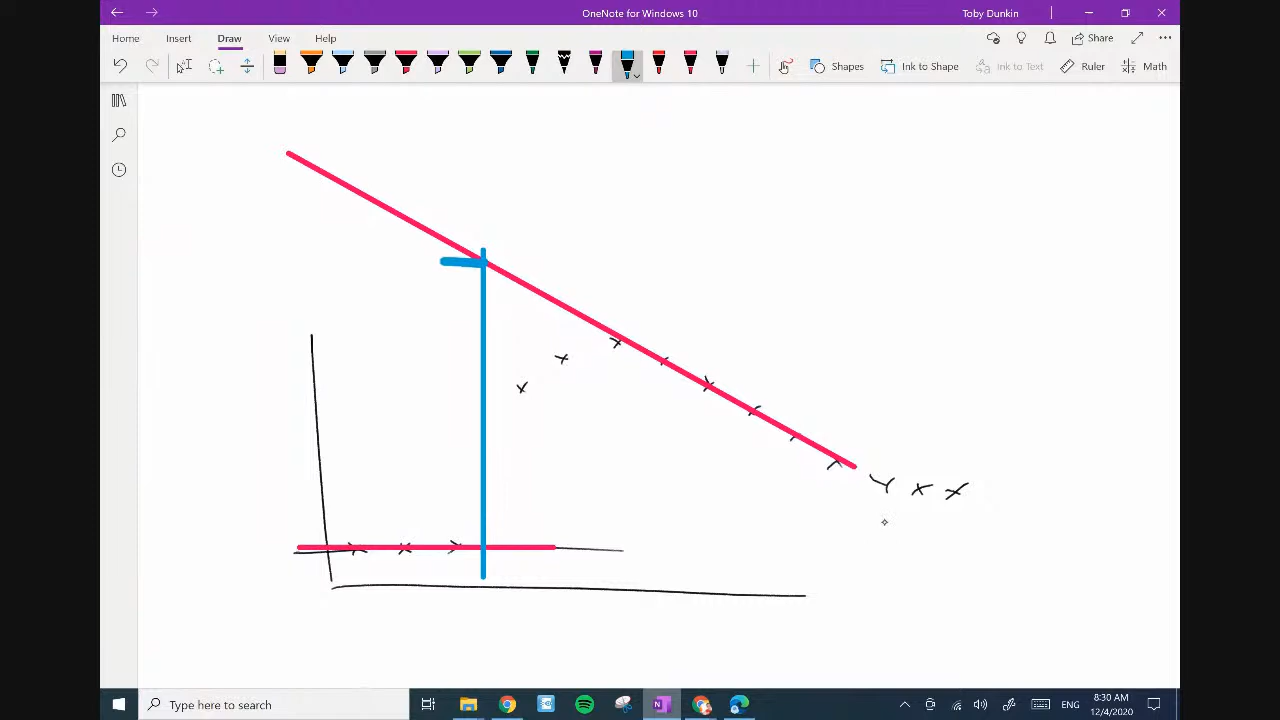 OneNote for Windows 10
Toby Dunkin
Home Insert Draw View Help
Share
Shapes Ink to Shape Ink to Text Ruler Math
x x
x
x
x x x
Type here to search
ENG
8:30 AM
12/4/2020